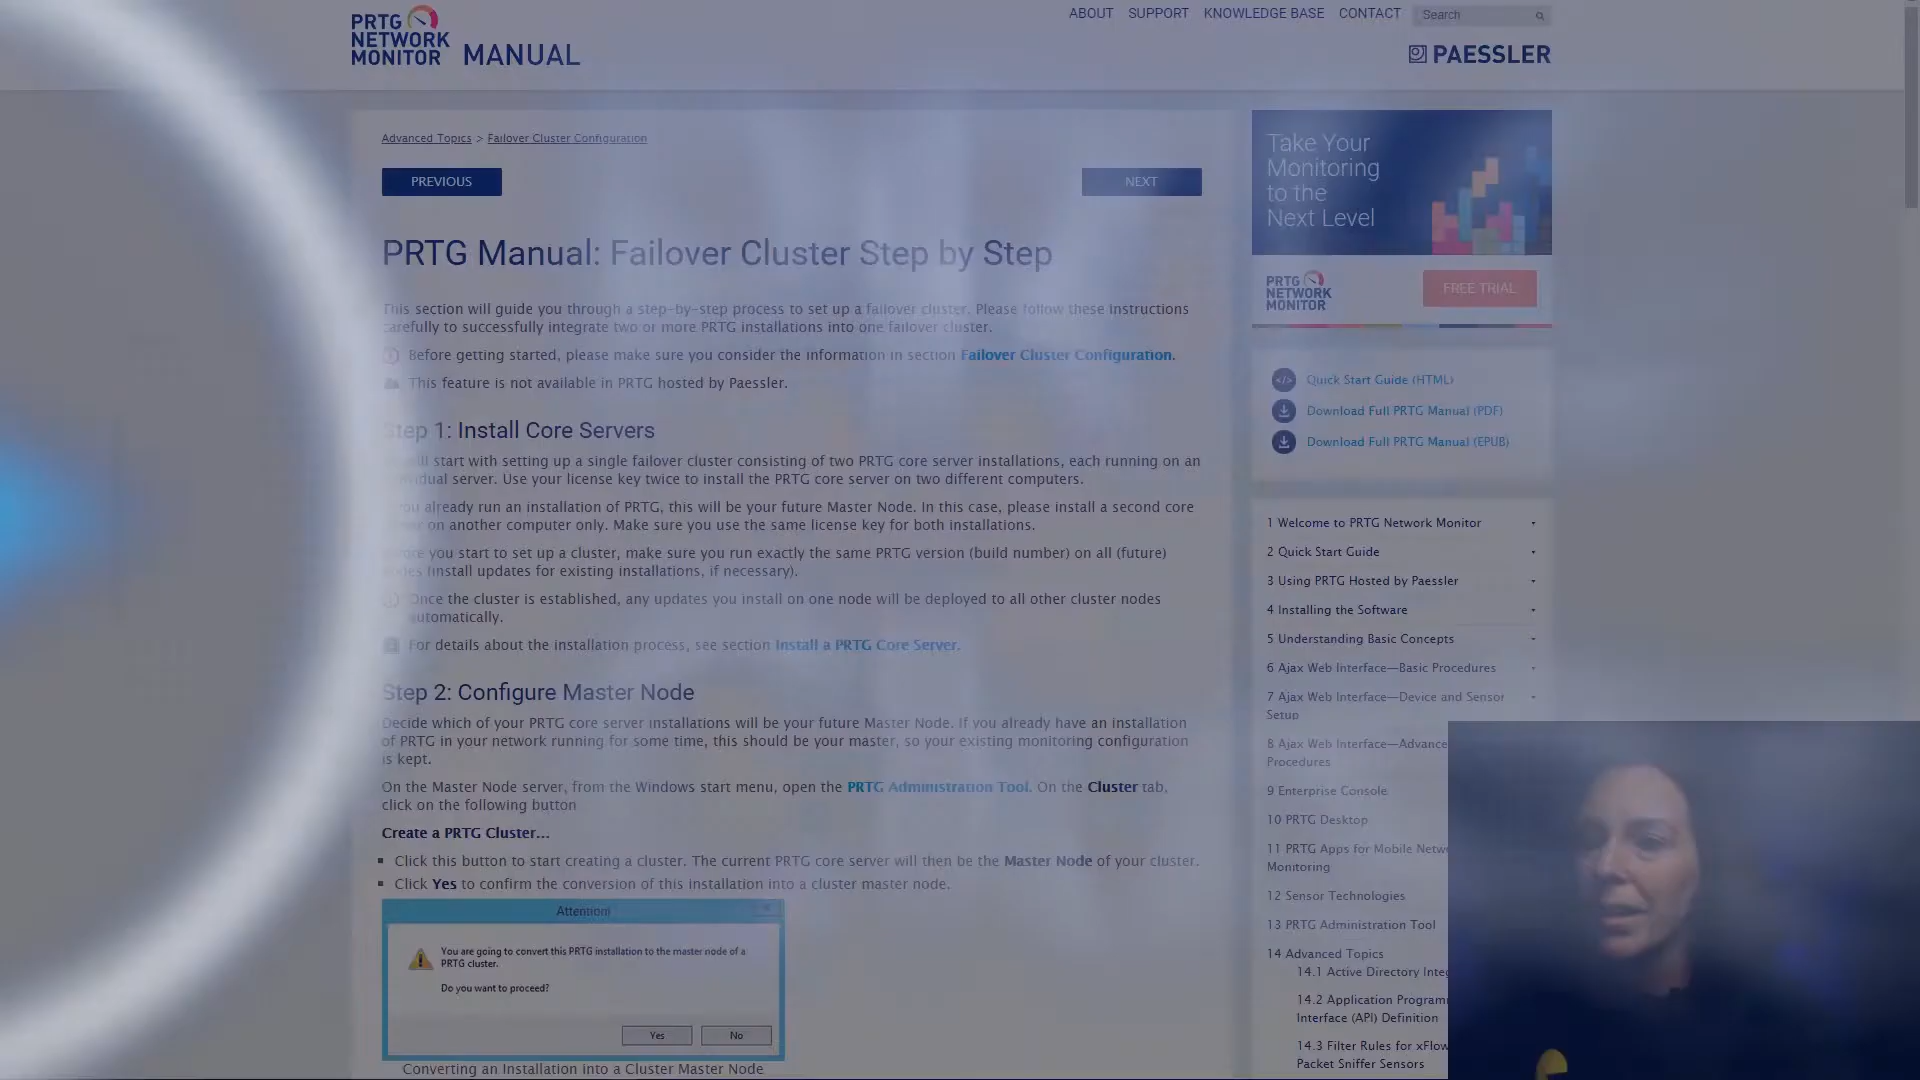 PRTG
NETWORK
MONITOR
MANUAL
ABOUT SUPPORT KNOWLEDGE BASE CONTACT Search
PAESSLER
Advanced Topics > Failover Cluster Configuration
PREVIOUS
NEXT
PRTG Manual: Failover Cluster Step by Step
This section will guide you through a step-by-step process to set up a failover cluster. Please follow these instructions
carefully to successfully integrate two or more PRTG installations into one failover cluster.
Before getting started, please make sure you consider the information in section Failover Cluster Configuration.
This feature is not available in PRTG hosted by Paessler.
Step 1: Install Core Servers
start with setting up a single failover cluster consisting of two PRTG core server installations, each running on an
server. Use your license key twice to install the PRTG core server on two different computers.
already run an installation of PRTG, this will be your future Master Node. In this case, please install a second core
on another computer only. Make sure you use the same license key for both installations.
you start to set up a cluster, make sure you run exactly the same PRTG version (build number) on all (future)
(install updates for existing installations, if necessary).
Once the cluster is established, any updates you install on one node will be deployed to all other cluster nodes
automatically.
For details about the installation process, see section Install a PRTG Core Server.
Step 2: Configure Master Node
Decide which of your PRTG core server installations will be your future Master Node. If you already have an installation
of PRTG in your network running for some time, this should be your master, so your existing monitoring configuration
is kept.
On the Master Node server, from the Windows start menu, open the PRTG Administration Tool. On the Cluster tab,
click on the following button
Create a PRTG Cluster...
Click this button to start creating a cluster. The current PRTG core server will then be the Master Node of your cluster.
Click Yes to confirm the conversion of this installation into a cluster master node.
Attention!
You are going to convert this PRTG installation to the master node of a
PRTG cluster.
Do you want to proceed?
Yes No
Converting an Installation into a Cluster Master Node
Take Your
Monitoring
to the
Next Level
PRTG
NETWORK
MONITOR
FREE TRIAL
Quick Start Guide (HTML)
Download Full PRTG Manual (PDF)
Download Full PRTG Manual (EPUB)
1 Welcome to PRTG Network Monitor
2 Quick Start Guide
3 Using PRTG Hosted by Paessler
4 Installing the Software
5 Understanding Basic Concepts
6 Ajax Web Interface—Basic Procedures
7 Ajax Web Interface—Device and Sensor
Setup
8 Ajax Web Interface—Advance
Procedures
9 Enterprise Console
10 PRTG Desktop
11 PRTG Apps for Mobile Netw
Monitoring
12 Sensor Technologies
13 PRTG Administration Tool
14 Advanced Topics
14.1 Active Directory Inte
14.2 Application Program
Interface (API) Definition
14.3 Filter Rules for xFlow
Packet Sniffer Sensors